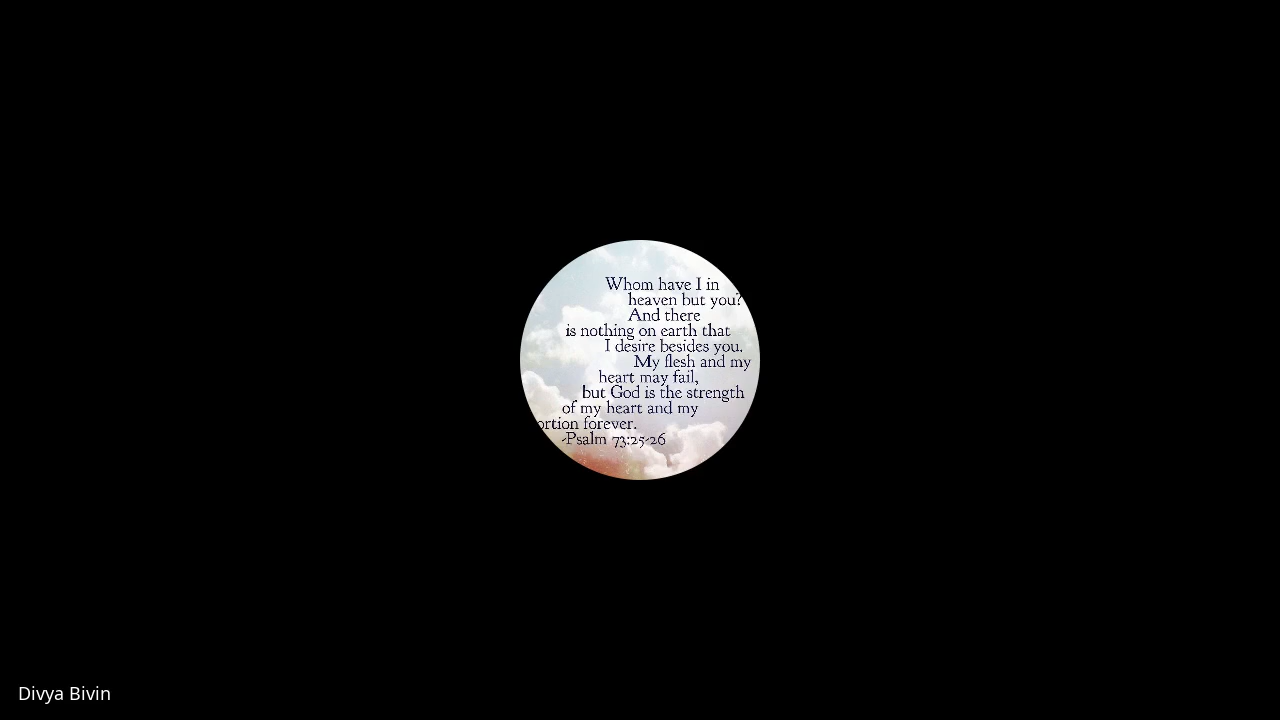 Whom have I in
heaven but you?
And there
is nothing on earth that
I desire besides you.
My flesh and my
heart may fail,
but God is the strength
of my heart and my
ortion forever.
-Psalm 73:25-26
Divya Bivin